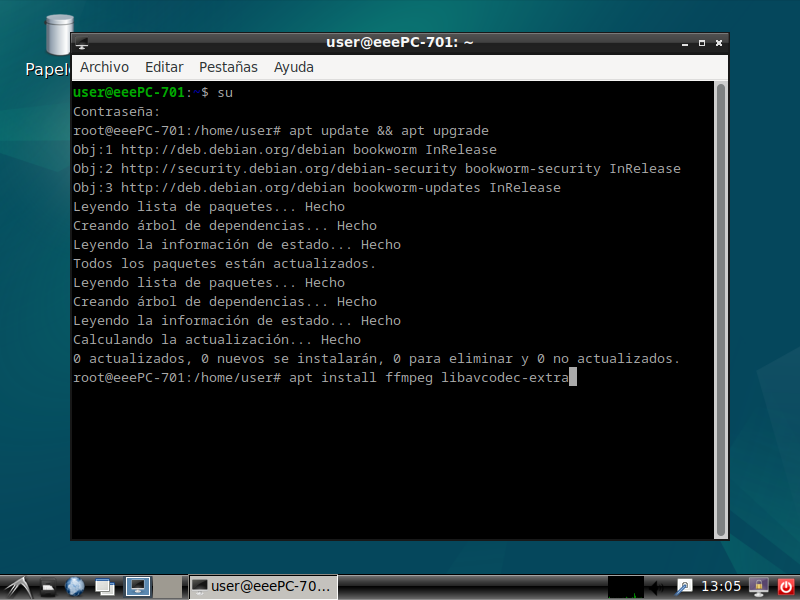 Papel
user@eeePC-701: ~
Archivo Editar Pestañas Ayuda
user@eeePC-701:~$ su
Contraseña:
root@eeePC-701:/home/user# apt update && apt upgrade
Obj:1 http://deb.debian.org/debian bookworm InRelease
Obj:2 http://security.debian.org/debian-security bookworm-security InRelease
Obj:3 http://deb.debian.org/debian bookworm-updates InRelease
Leyendo lista de paquetes... Hecho
Creando árbol de dependencias... Hecho
Leyendo la información de estado... Hecho
Todos los paquetes están actualizados.
Leyendo lista de paquetes... Hecho
Creando árbol de dependencias... Hecho
Leyendo la información de estado... Hecho
Calculando la actualización... Hecho
0 actualizados, 0 nuevos se instalarán, 0 para eliminar y 0 no actualizados.
root@eeePC-701:/home/user# apt install ffmpeg libavcodec-extra
user@eeePC-70... 13:05